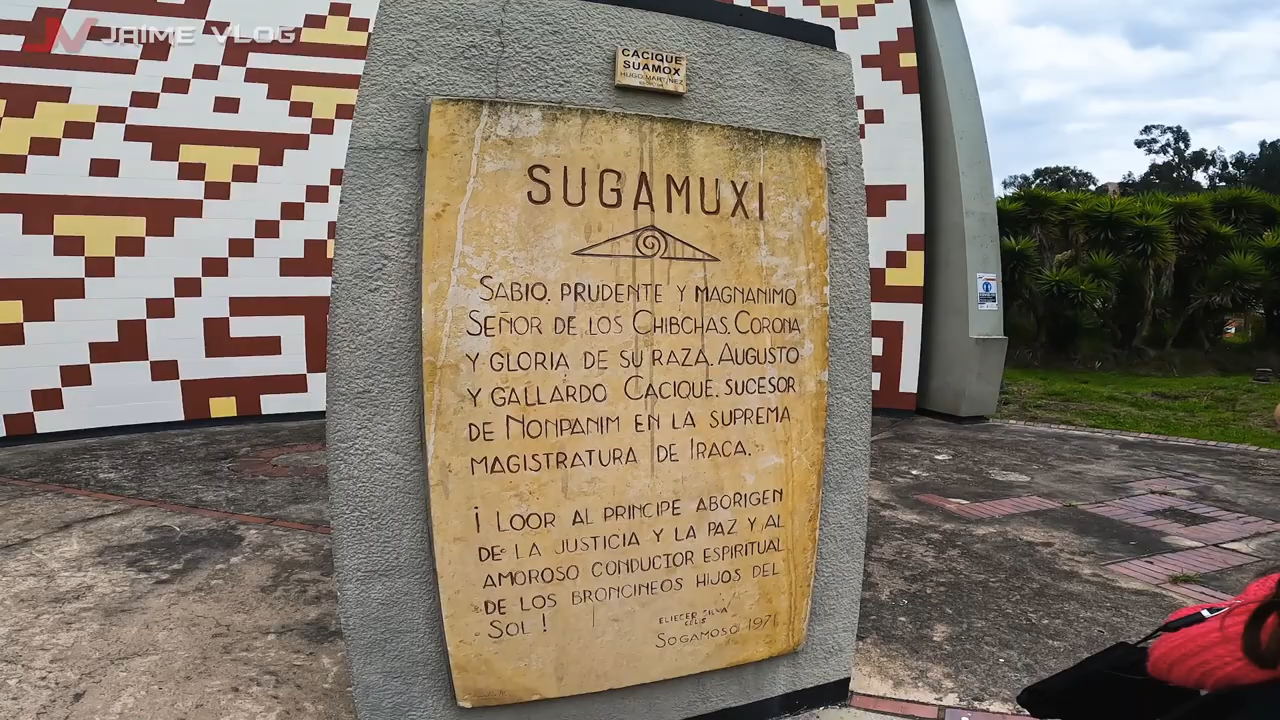 JV JAIME VLOG
CACIQUE
SUAMOX
HUGO MARTINEZ
SUGAMUXI
SABIO, PRUDENTE Y MAGNANIMO
SEÑOR DE LOS CHIBCHAS, CORONA
Y GLORIA DE SU RAZA, AUGUSTO
Y GALLARDO CACIQUE, SUCESOR
DE NONPANIM EN LA SUPREMA
MAGISTRATURA DE IRACA.
¡ LOOR AL PRINCIPE ABORIGEN
DE LA JUSTICIA Y LA PAZ Y AL
AMOROSO CONDUCTOR ESPIRITUAL
DE LOS BRONCINEOS HIJOS DEL
SOL !
ELIECER SILVA
CELIS
SOGAMOSO 1971